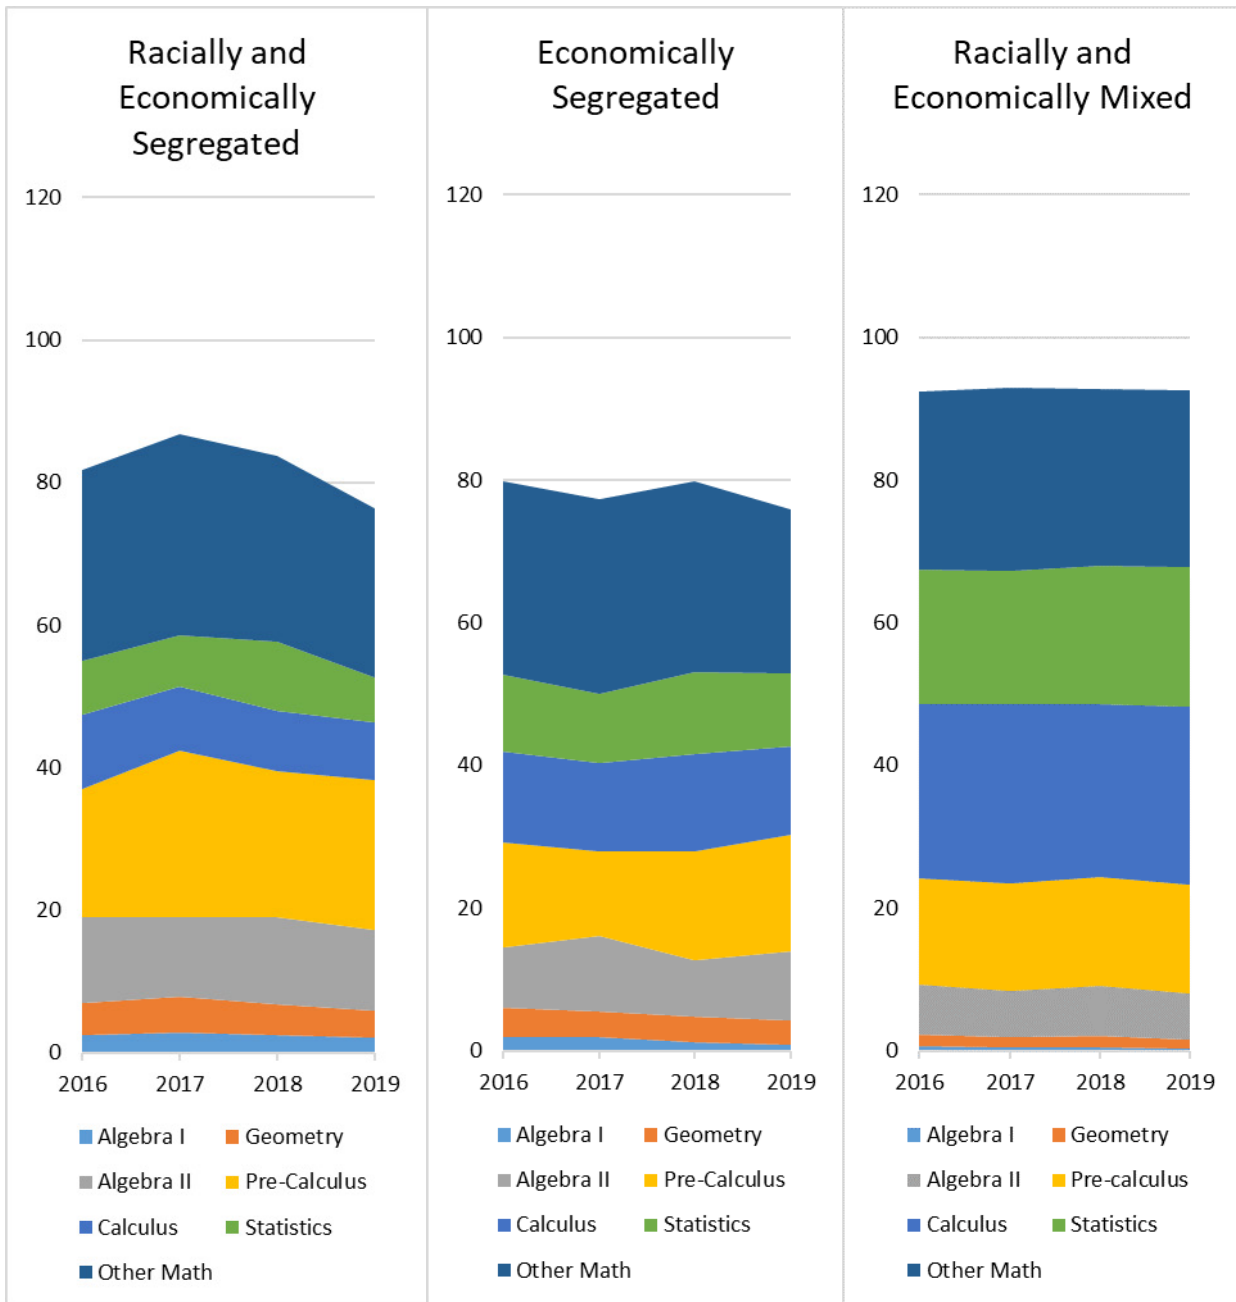 Racially and
Economically
Segregated
120
100
80
60
40
20
0
2016 2017 2018 2019
Algebra I Geometry
Algebra II Pre-Calculus
Calculus Statistics
Other Math
Economically
Segregated
120
100
80
60
40
20
0
2016 2017 2018 2019
Algebra I Geometry
Algebra II Pre-Calculus
Calculus Statistics
Other Math
Racially and
Economically Mixed
120
100
80
60
40
20
0
2016 2017 2018 2019
Algebra I Geometry
Algebra II Pre-calculus
Calculus Statistics
Other Math